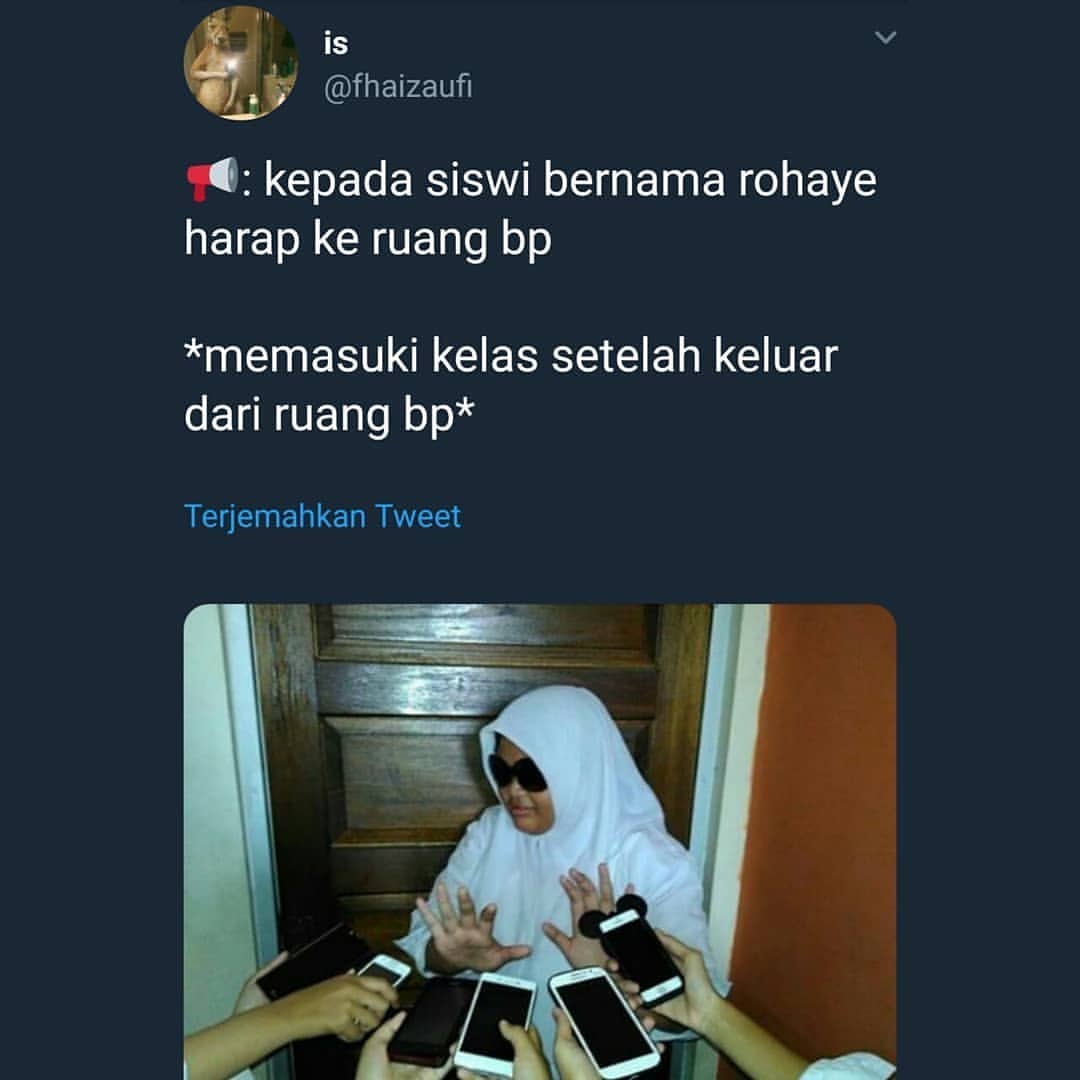 is
@fhaizaufi
📢: kepada siswi bernama rohaye
harap ke ruang bp
*memasuki kelas setelah keluar
dari ruang bp*
Terjemahkan Tweet